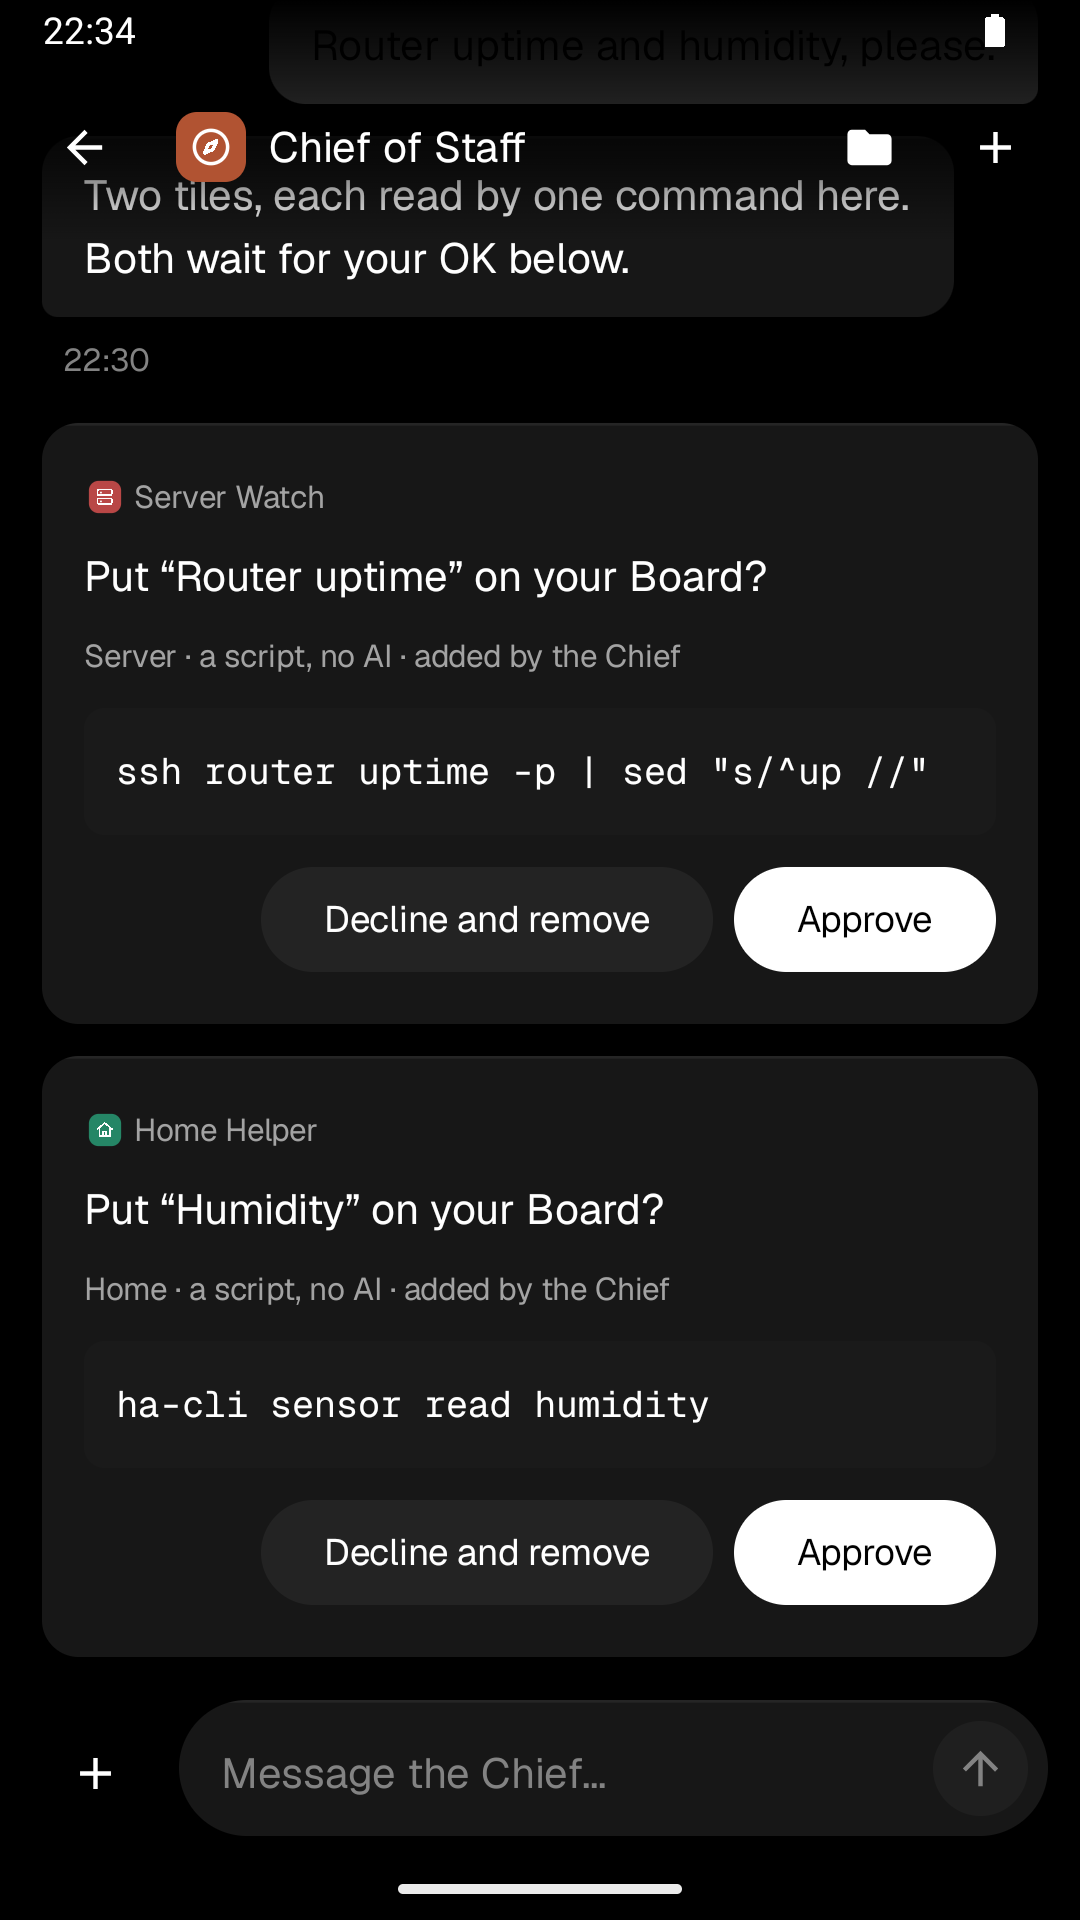 22:34
Router uptime and humidity, please.
Chief of Staff
Two tiles, each read by one command here.
Both wait for your OK below.
22:30
Server Watch
Put “Router uptime” on your Board?
Server · a script, no AI · added by the Chief
ssh router uptime -p | sed "s/^up //"
Decline and remove
Approve
Home Helper
Put “Humidity” on your Board?
Home · a script, no AI · added by the Chief
ha-cli sensor read humidity
Decline and remove
Approve
Message the Chief…